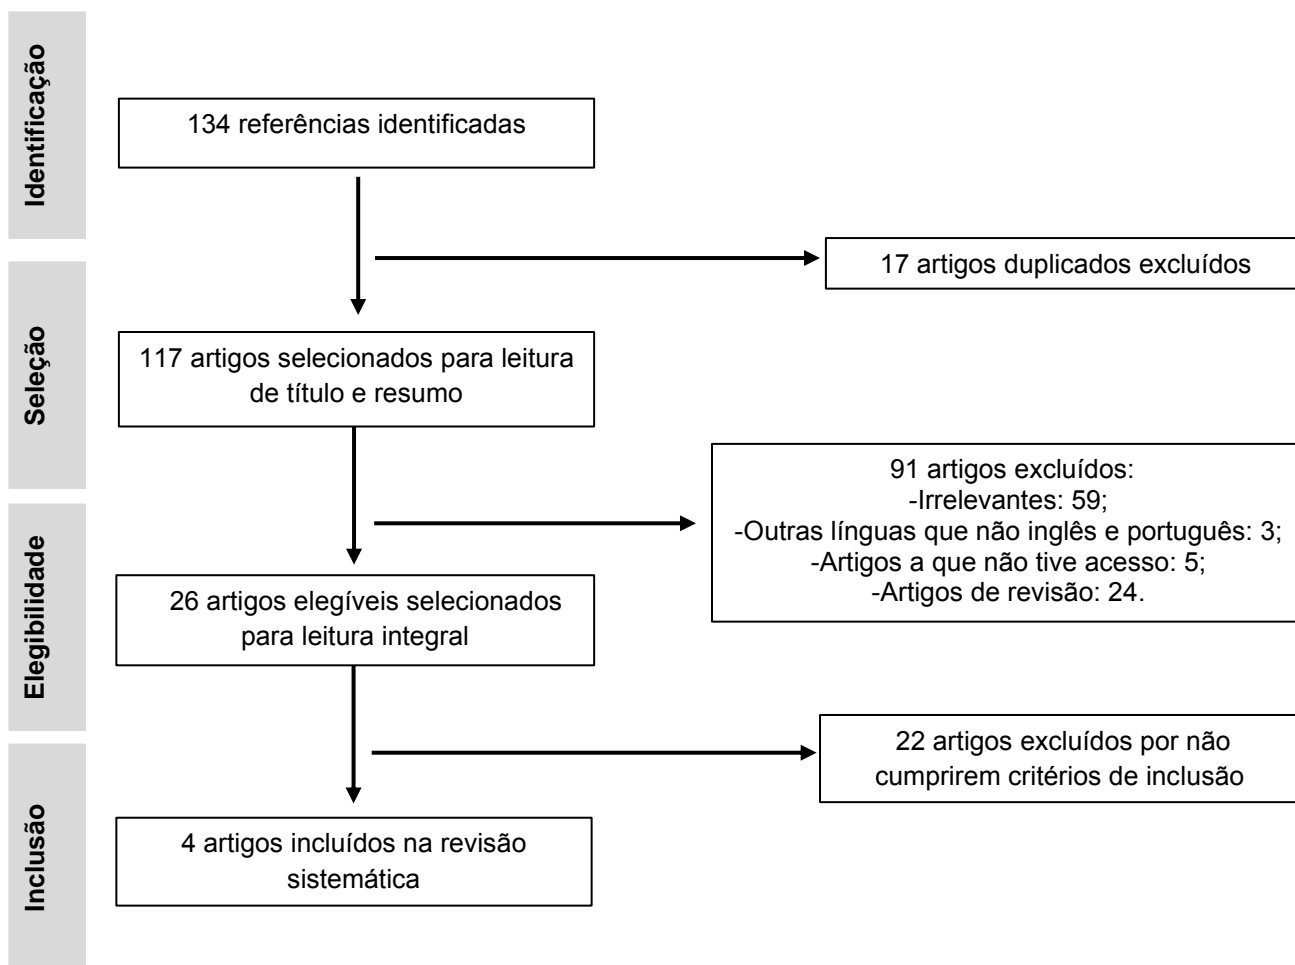 Identificação
134 referências identificadas
17 artigos duplicados excluídos
Seleção
117 artigos selecionados para leitura
de título e resumo
91 artigos excluídos:
-Irrelevantes: 59;
-Outras línguas que não inglês e português: 3;
-Artigos a que não tive acesso: 5;
-Artigos de revisão: 24.
Elegibilidade
26 artigos elegíveis selecionados
para leitura integral
22 artigos excluídos por não
cumprirem critérios de inclusão
Inclusão
4 artigos incluídos na revisão
sistemática